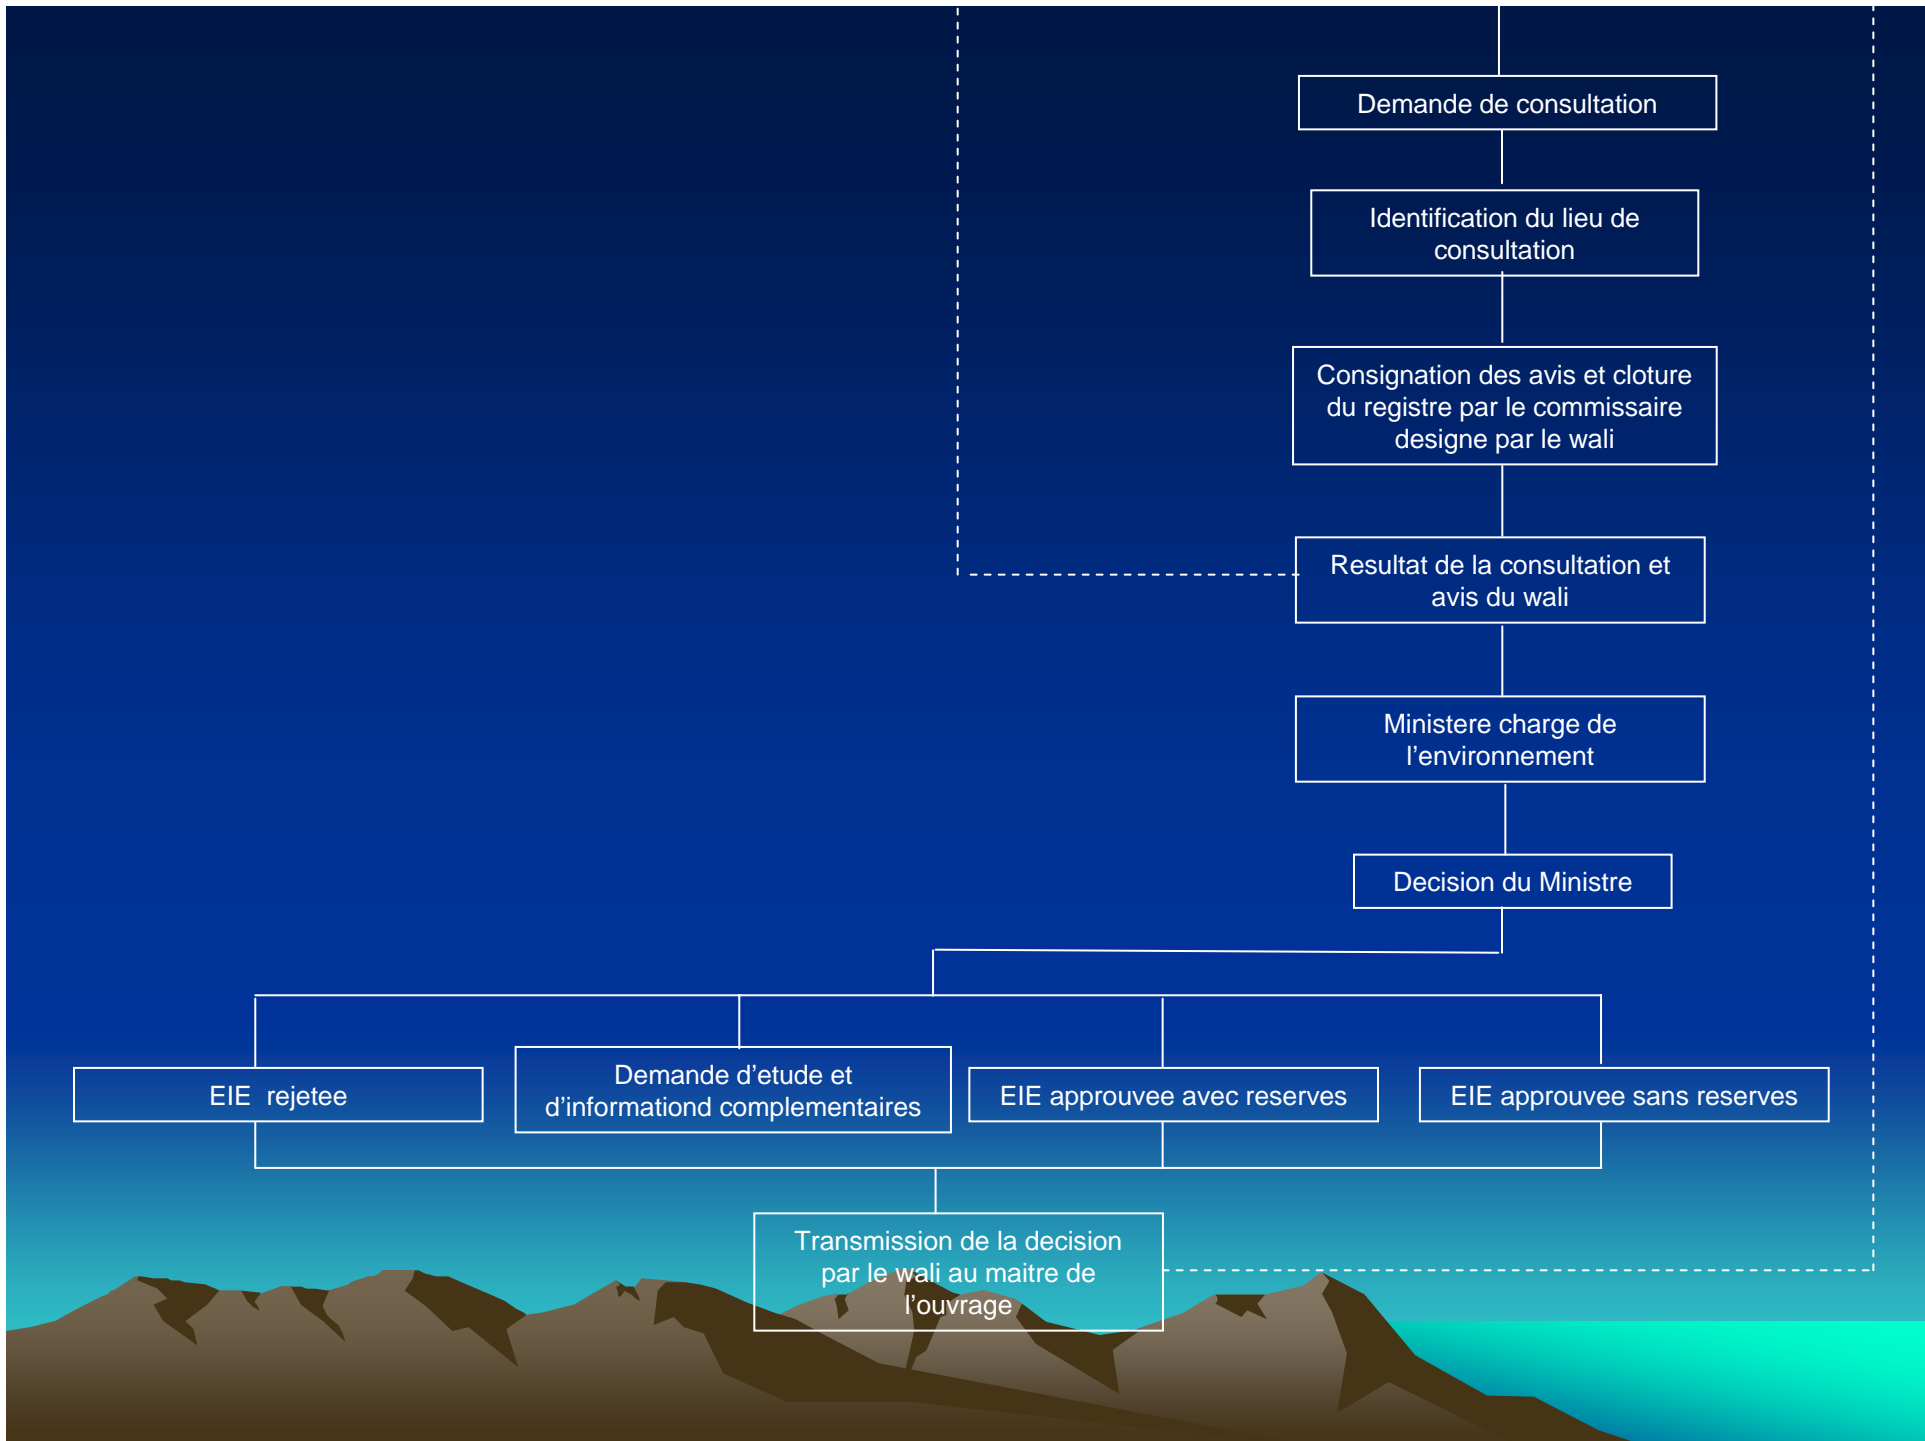 Demande de consultation
Identification du lieu de
consultation
Consignation des avis et cloture
du registre par le commissaire
designe par le wali
Resultat de la consultation et
avis du wali
Ministere charge de
l’environnement
Decision du Ministre
EIE  rejetee
Demande d’etude et
d’informationd complementaires
EIE approuvee avec reserves
EIE approuvee sans reserves
Transmission de la decision
par le wali au maitre de
l’ouvrage